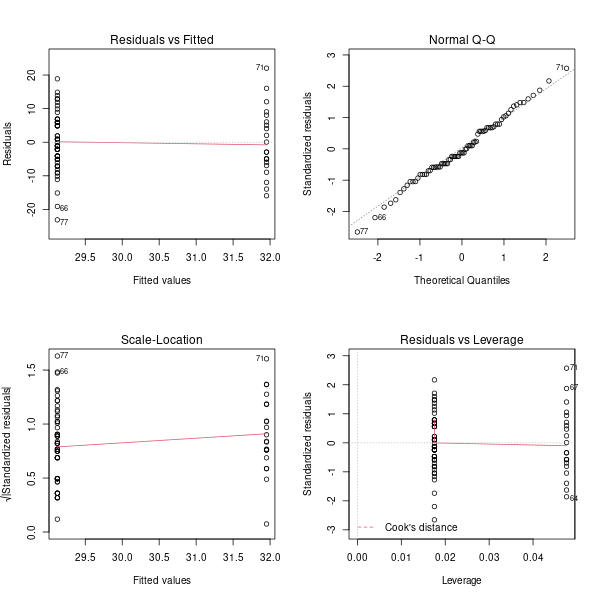 Residuals vs Fitted
Residuals
20
10
0
-10
-20
71
66
77
29.5 30.0 30.5 31.0 31.5 32.0
Fitted values
Normal Q-Q
Standardized residuals
3
2
1
0
-1
-2
71
66
77
-2 -1 0 1 2
Theoretical Quantiles
Scale-Location
√|Standardized residuals|
1.5
1.0
0.5
0.0
77
71
66
29.5 30.0 30.5 31.0 31.5 32.0
Fitted values
Residuals vs Leverage
Standardized residuals
3
2
1
0
-1
-2
-3
71
67
64
Cook's distance
0.00 0.01 0.02 0.03 0.04
Leverage